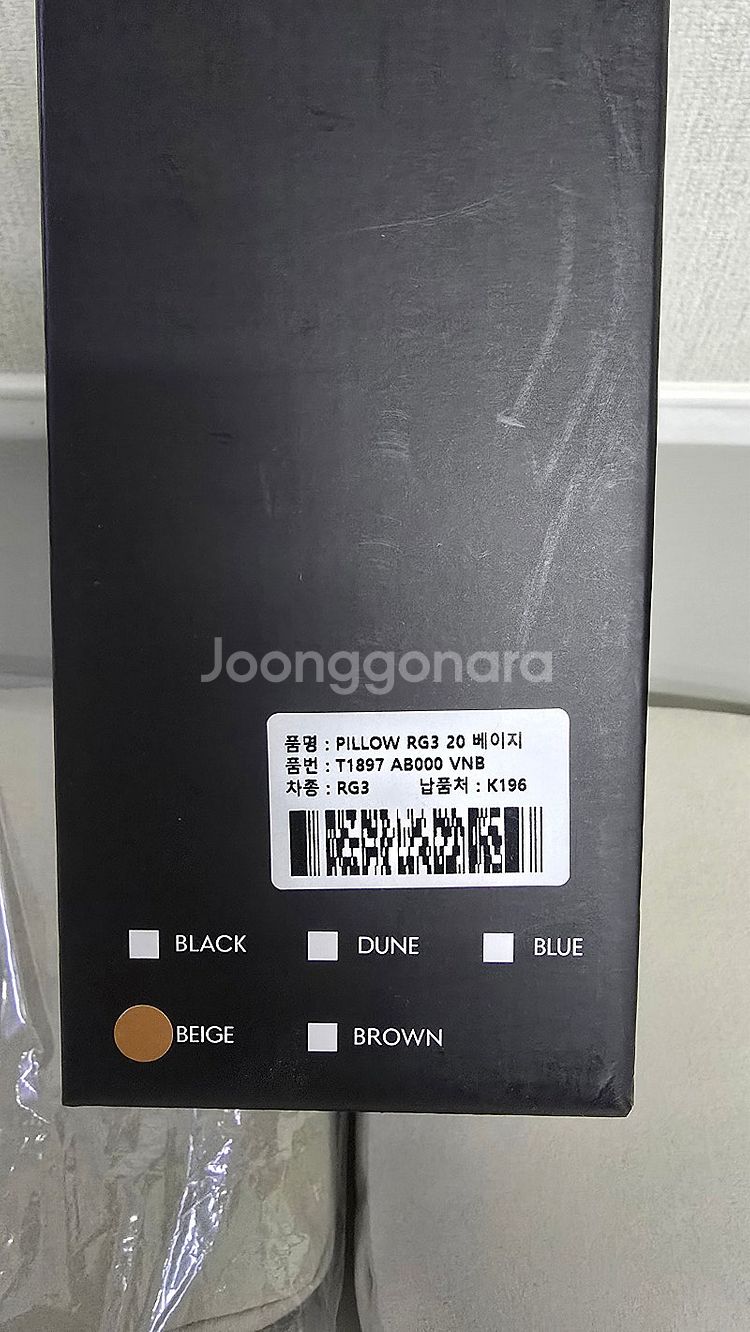 Joonggonara
품명 : PILLOW RG3 20 베이지
품번 : T1897 AB000 VNB
차종 : RG3 납품처 : K196
BLACK DUNE BLUE
BEIGE BROWN